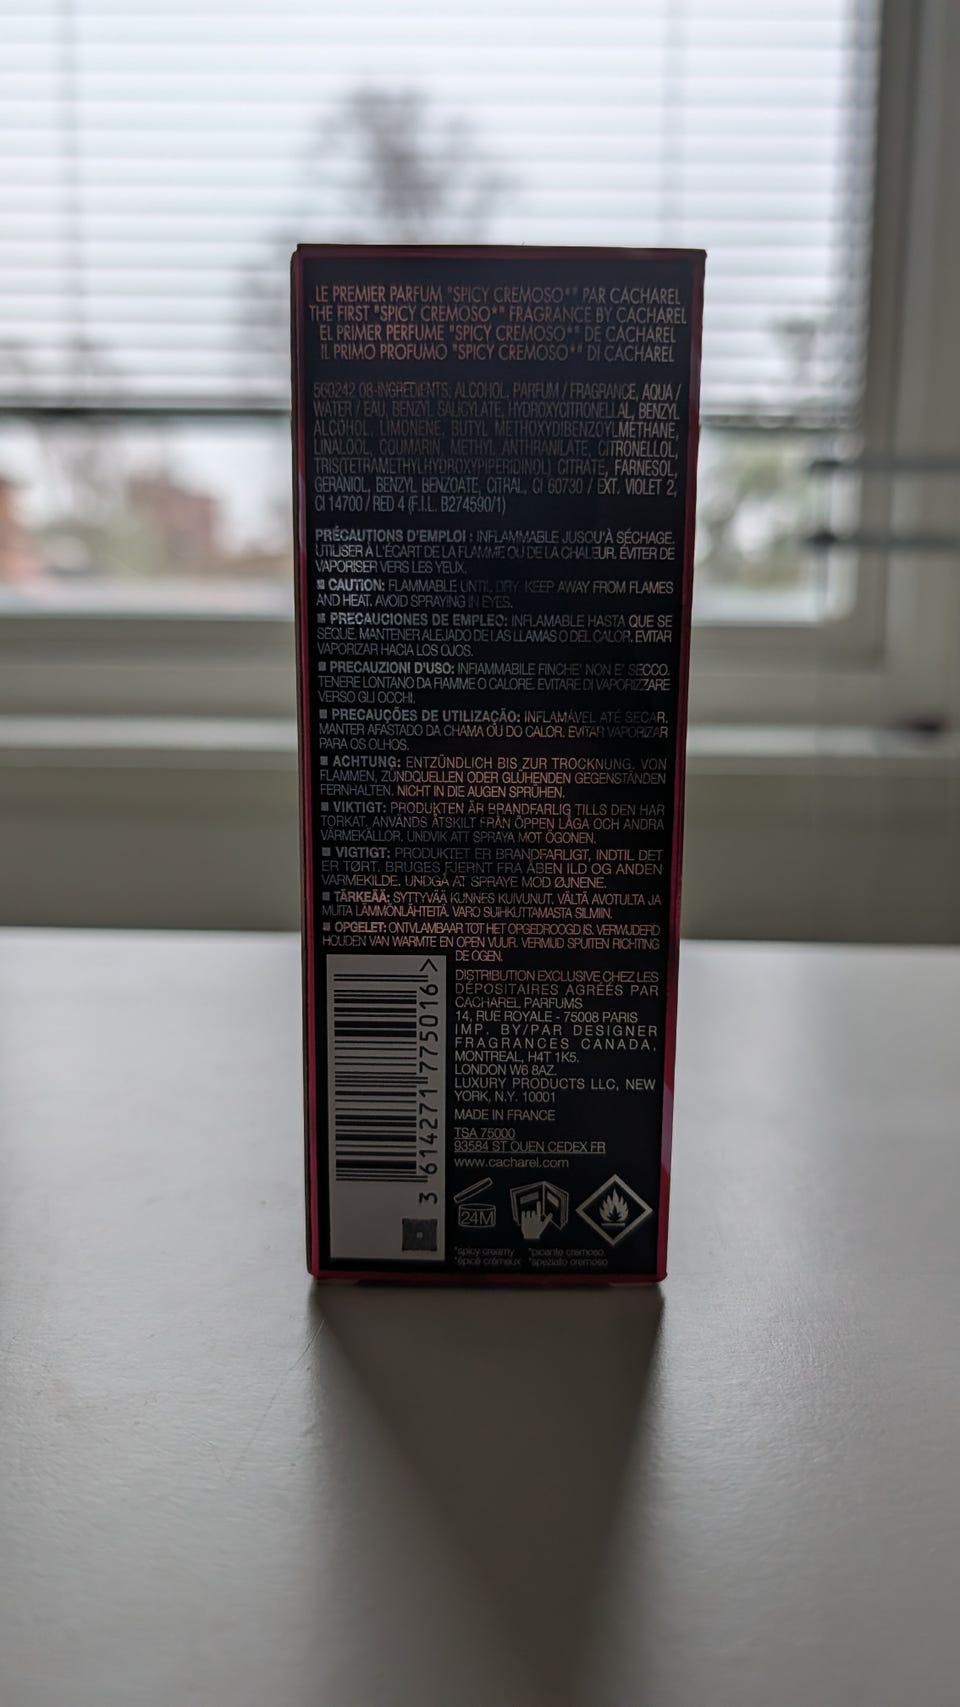 LE PREMIER PARFUM "SPICY CREMOSO*" PAR CACHAREL
THE FIRST "SPICY CREMOSO*" FRAGRANCE BY CACHAREL
EL PRIMER PERFUME "SPICY CREMOSO*" DE CACHAREL
IL PRIMO PROFUMO "SPICY CREMOSO*" DI CACHAREL
560242 08-INGREDIENTS: ALCOHOL, PARFUM / FRAGRANCE, AQUA /
WATER / EAU, BENZYL SALICYLATE, HYDROXYCITRONELLAL, BENZYL
ALCOHOL, LIMONENE, BUTYL METHOXYDIBENZOYLMETHANE,
LINALOOL, COUMARIN, METHYL ANTHRANILATE, CITRONELLOL,
TRIS(TETRAMETHYLHYDROXYPIPERIDINOL) CITRATE, FARNESOL,
GERANIOL, BENZYL BENZOATE, CITRAL, CI 60730 / EXT. VIOLET 2,
CI 14700 / RED 4 (F.I.L. B274590/1)
PRÉCAUTIONS D'EMPLOI : INFLAMMABLE JUSQU'À SÉCHAGE.
UTILISER À L'ÉCART DE LA FLAMME OU DE LA CHALEUR. ÉVITER DE
VAPORISER VERS LES YEUX.
■ CAUTION: FLAMMABLE UNTIL DRY. KEEP AWAY FROM FLAMES
AND HEAT. AVOID SPRAYING IN EYES.
■ PRECAUCIONES DE EMPLEO: INFLAMABLE HASTA QUE SE
SEQUE. MANTENER ALEJADO DE LAS LLAMAS O DEL CALOR. EVITAR
VAPORIZAR HACIA LOS OJOS.
■ PRECAUZIONI D'USO: INFIAMMABILE FINCHE' NON E' SECCO.
TENERE LONTANO DA FIAMME O CALORE. EVITARE DI VAPORIZZARE
VERSO GLI OCCHI.
■ PRECAUÇÕES DE UTILIZAÇÃO: INFLAMÁVEL ATÉ SECAR.
MANTER AFASTADO DA CHAMA OU DO CALOR. EVITAR VAPORIZAR
PARA OS OLHOS.
■ ACHTUNG: ENTZÜNDLICH BIS ZUR TROCKNUNG. VON
FLAMMEN, ZÜNDQUELLEN ODER GLÜHENDEN GEGENSTÄNDEN
FERNHALTEN. NICHT IN DIE AUGEN SPRÜHEN.
■ VIKTIGT: PRODUKTEN ÄR BRANDFARLIG TILLS DEN HAR
TORKAT. ANVÄNDS ÅTSKILT FRÅN ÖPPEN LÅGA OCH ANDRA
VÄRMEKÄLLOR. UNDVIK ATT SPRAYA MOT ÖGONEN.
■ VIGTIGT: PRODUKTET ER BRANDFARLIGT, INDTIL DET
ER TØRT. BRUGES FJERNT FRA ÅBEN ILD OG ANDEN
VARMEKILDE. UNDGÅ AT SPRAYE MOD ØJNENE.
■ TÄRKEÄÄ: SYTTYVÄÄ KUNNES KUIVUNUT. VÄLTÄ AVOTULTA JA
MUITA LÄMMÖNLÄHTEITÄ. VARO SUIHKUTTAMASTA SILMIIN.
■ OPGELET: ONTVLAMBAAR TOT HET OPGEDROOGD IS. VERWIJDERD
HOUDEN VAN WARMTE EN OPEN VUUR. VERMIJD SPUITEN RICHTING
DE OGEN.
DISTRIBUTION EXCLUSIVE CHEZ LES
DÉPOSITAIRES AGRÉÉS PAR
CACHAREL PARFUMS
14, RUE ROYALE - 75008 PARIS
IMP. BY/PAR DESIGNER
FRAGRANCES CANADA,
MONTREAL, H4T 1K5.
LONDON W6 8AZ.
LUXURY PRODUCTS LLC, NEW
YORK, N.Y. 10001
MADE IN FRANCE
TSA 75000
93584 ST OUEN CEDEX FR
www.cacharel.com
3 614271 775016 >
24M
*spicy creamy *picante cremoso
*épicé crémeux *speziato cremoso